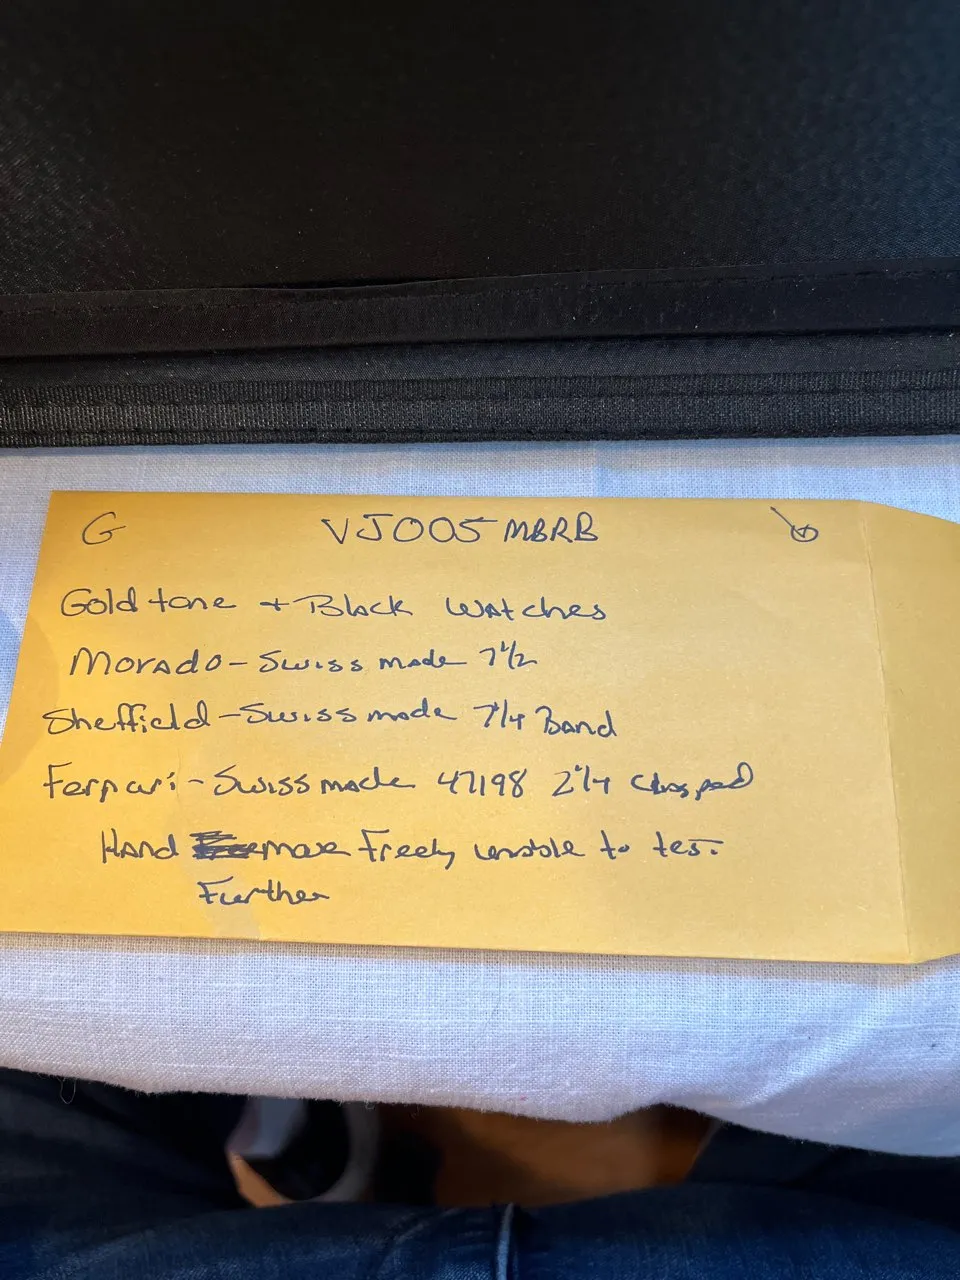 G VJ005 MBRB
Gold tone + Black Watches
Morado - Swiss made 7 1/2
Sheffield - Swiss made 7 1/4 Band
Ferrari - Swiss made 47198 2 1/4 Clasped
Hand move Freely unable to test
Further